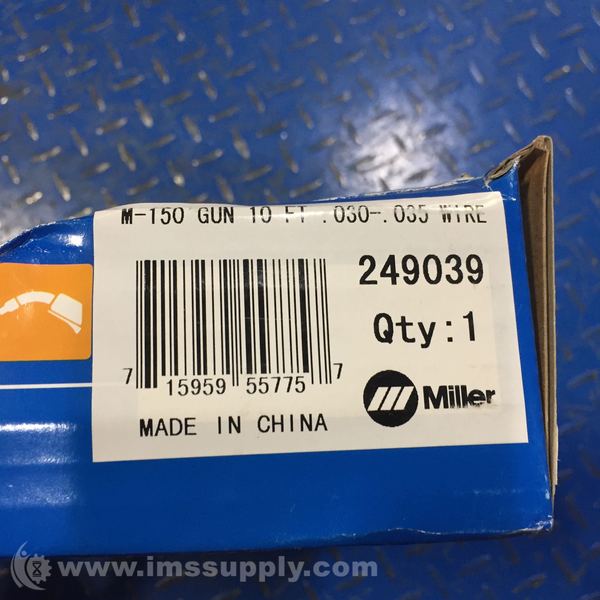 M-150 GUN 10 FT .030-.035 WIRE
249039
Qty:1
7 15959 55775 7
Miller
MADE IN CHINA
www.imssupply.com